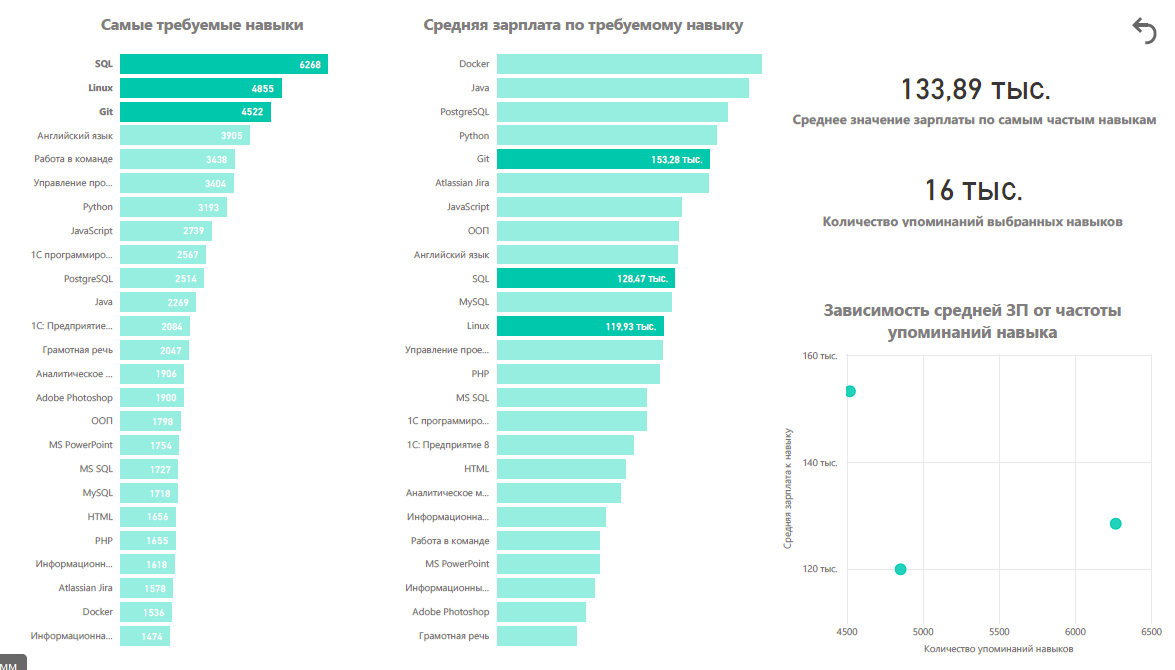 Самые требуемые навыки
SQL 6268
Linux 4855
Git 4522
Английский язык 3905
Работа в команде 3438
Управление про... 3404
Python 3193
JavaScript 2739
1С программиро... 2567
PostgreSQL 2514
Java 2269
1С: Предприятие... 2084
Грамотная речь 2047
Аналитическое ... 1906
Adobe Photoshop 1900
ООП 1798
MS PowerPoint 1754
MS SQL 1727
MySQL 1718
HTML 1656
PHP 1655
Информационн... 1618
Atlassian Jira 1578
Docker 1536
Информационна... 1474
мм
Средняя зарплата по требуемому навыку
Docker
Java
PostgreSQL
Python
Git 153,28 тыс.
Atlassian Jira
JavaScript
ООП
Английский язык
SQL 128,47 тыс.
MySQL
Linux 119,93 тыс.
Управление прое...
PHP
MS SQL
1С программиро...
1С: Предприятие 8
HTML
Аналитическое м...
Информационна...
Работа в команде
MS PowerPoint
Информационны...
Adobe Photoshop
Грамотная речь
133,89 тыс.
Среднее значение зарплаты по самым частым навыкам
16 тыс.
Количество упоминаний выбранных навыков
Зависимость средней ЗП от частоты
упоминаний навыка
Средняя зарплата к навыку
160 тыс.
140 тыс.
120 тыс.
4500 5000 5500 6000 6500
Количество упоминаний навыков